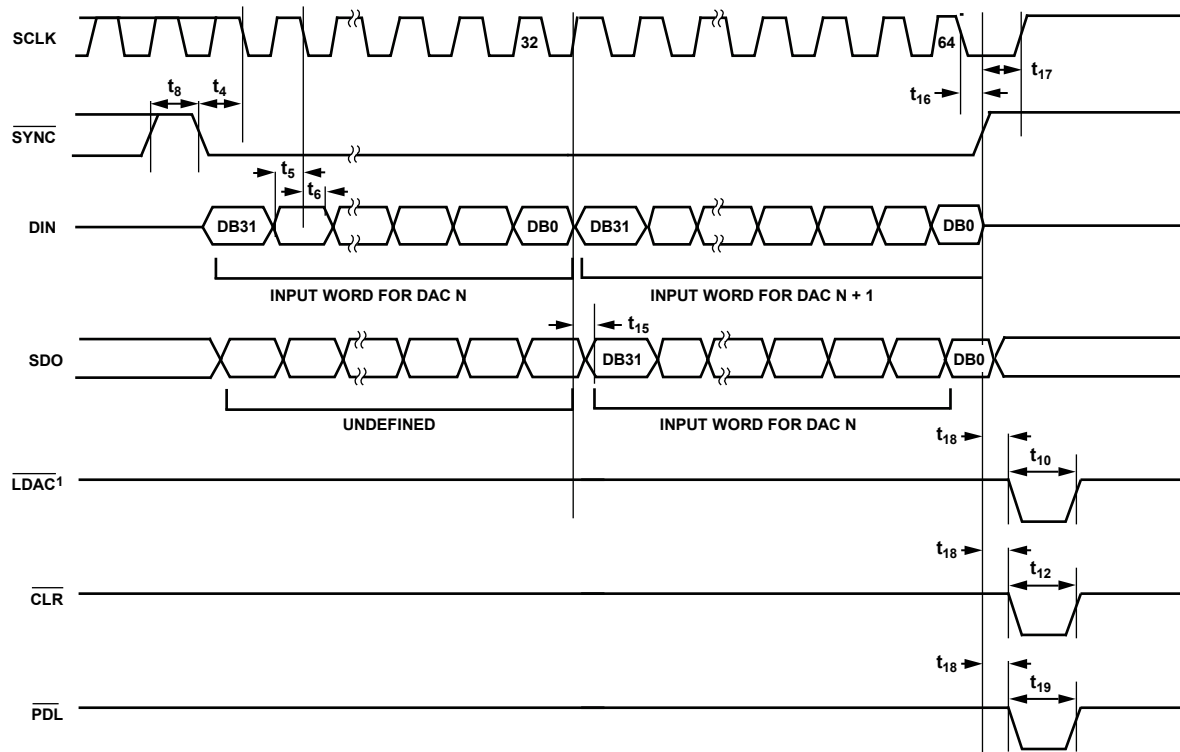 SCLK
32
64
t17
t16
t8
t4
SYNC
t5
t6
DIN
DB31
DB0
DB31
DB0
INPUT WORD FOR DAC N
INPUT WORD FOR DAC N + 1
t15
SDO
DB31
DB0
UNDEFINED
INPUT WORD FOR DAC N
t18
t10
LDAC1
t18
t12
CLR
t18
t19
PDL